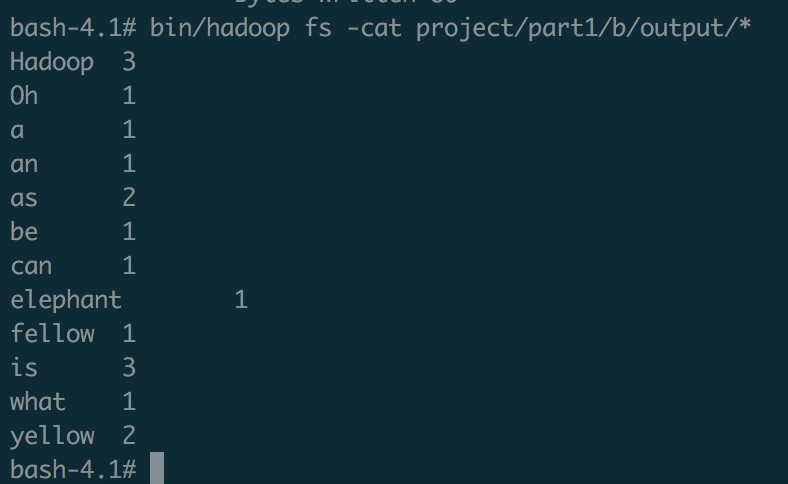 bash-4.1# bin/hadoop fs -cat project/part1/b/output/*
Hadoop 3
Oh 1
a 1
an 1
as 2
be 1
can 1
elephant 1
fellow 1
is 3
what 1
yellow 2
bash-4.1#